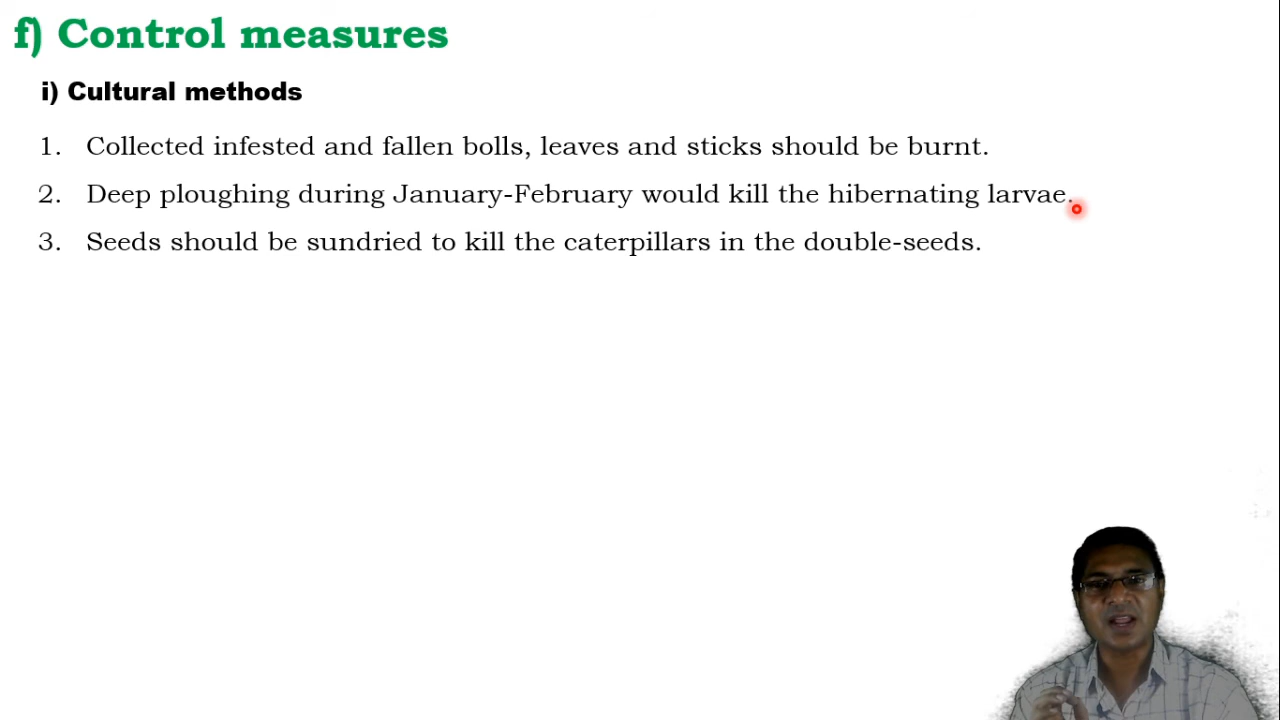 f) Control measures
i) Cultural methods
1. Collected infested and fallen bolls, leaves and sticks should be burnt.
2. Deep ploughing during January-February would kill the hibernating larvae.
3. Seeds should be sundried to kill the caterpillars in the double-seeds.